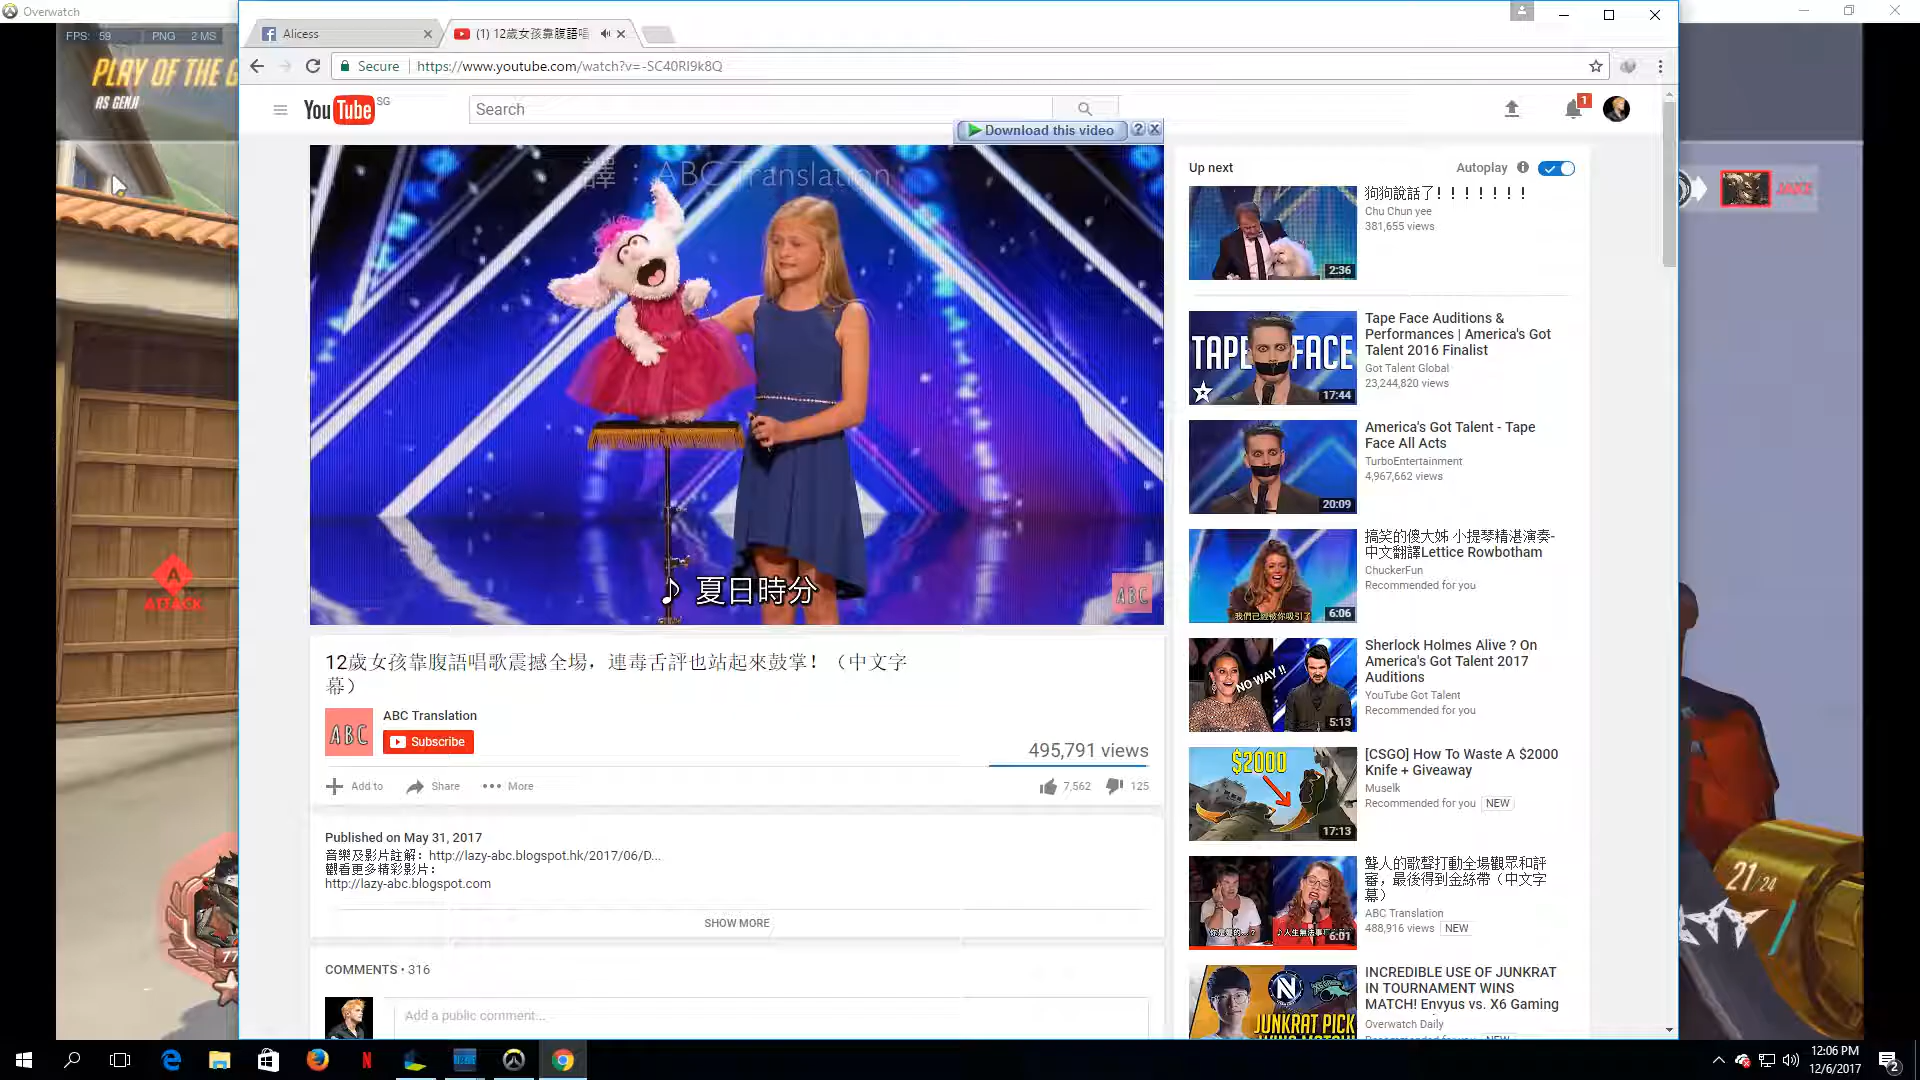 Overwatch
FPS: 59 PNG 2 MS
PLAY OF THE G
AS GENJI
Alicess
(1) 12歲女孩靠腹語唱
Secure
https://www.youtube.com/watch?v=-SC40RI9k8Q
YouTube SG
Search
1
Download this video ?
譯：ABC Translation
♪ 夏日時分
ABC
12歲女孩靠腹語唱歌震撼全場，連毒舌評也站起來鼓掌！（中文字
幕）
ABC
ABC Translation
Subscribe
495,791 views
Add to
Share
More
7,562
125
Published on May 31, 2017
音樂及影片註解：http://lazy-abc.blogspot.hk/2017/06/D...
觀看更多精彩影片：
http://lazy-abc.blogspot.com
SHOW MORE
COMMENTS • 316
Add a public comment...
Up next
Autoplay
2:36
狗狗說話了！！！！！！！
Chu Chun yee
381,655 views
TAPE FACE
17:44
Tape Face Auditions &
Performances | America's Got
Talent 2016 Finalist
Got Talent Global
23,244,820 views
20:09
America's Got Talent - Tape
Face All Acts
TurboEntertainment
4,967,662 views
我們已經被你吸引了
6:06
搞笑的傻大姊 小提琴精湛演奏-
中文翻譯Lettice Rowbotham
ChuckerFun
Recommended for you
NO WAY !!
5:13
Sherlock Holmes Alive ? On
America's Got Talent 2017
Auditions
YouTube Got Talent
Recommended for you
$2000
17:13
[CSGO] How To Waste A $2000
Knife + Giveaway
Muselk
Recommended for you NEW
6:01
聾人的歌聲打動全場觀眾和評
審，最後得到金絲帶（中文字
幕）
ABC Translation
488,916 views NEW
JUNKRAT PICK
INCREDIBLE USE OF JUNKRAT
IN TOURNAMENT WINS
MATCH! Envyus vs. X6 Gaming
Overwatch Daily
A
ATTACK
77
21/24
12:06 PM
12/6/2017
2